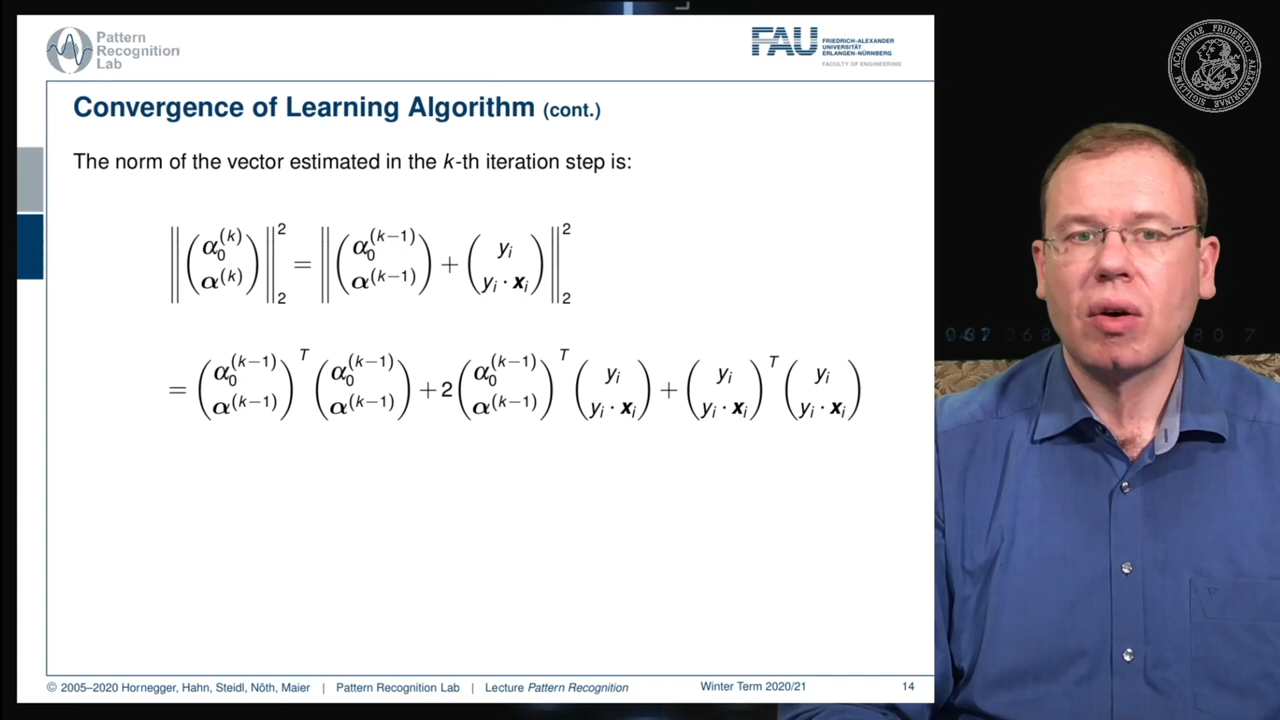 Pattern
Recognition
Lab
FAU
FRIEDRICH-ALEXANDER
UNIVERSITÄT
ERLANGEN-NÜRNBERG
FACULTY OF ENGINEERING
Convergence of Learning Algorithm (cont.)
The norm of the vector estimated in the k-th iteration step is:
‖(α₀^(k) α^(k))‖₂² = ‖(α₀^(k−1) α^(k−1)) + (yᵢ yᵢ · xᵢ)‖₂²
= (α₀^(k−1) α^(k−1))^T (α₀^(k−1) α^(k−1)) + 2 (α₀^(k−1) α^(k−1))^T (yᵢ yᵢ · xᵢ) + (yᵢ yᵢ · xᵢ)^T (yᵢ yᵢ · xᵢ)
© 2005–2020 Hornegger, Hahn, Steidl, Nöth, Maier | Pattern Recognition Lab | Lecture Pattern Recognition Winter Term 2020/21 14